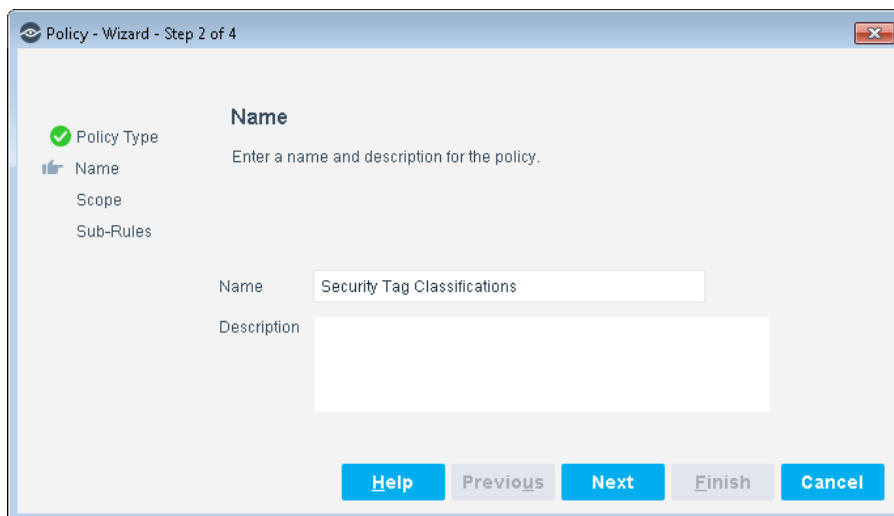 Policy - Wizard - Step 2 of 4
Policy Type
Name
Scope
Sub-Rules
Name
Enter a name and description for the policy.
Name
Security Tag Classifications
Description
Help
Previous
Next
Finish
Cancel